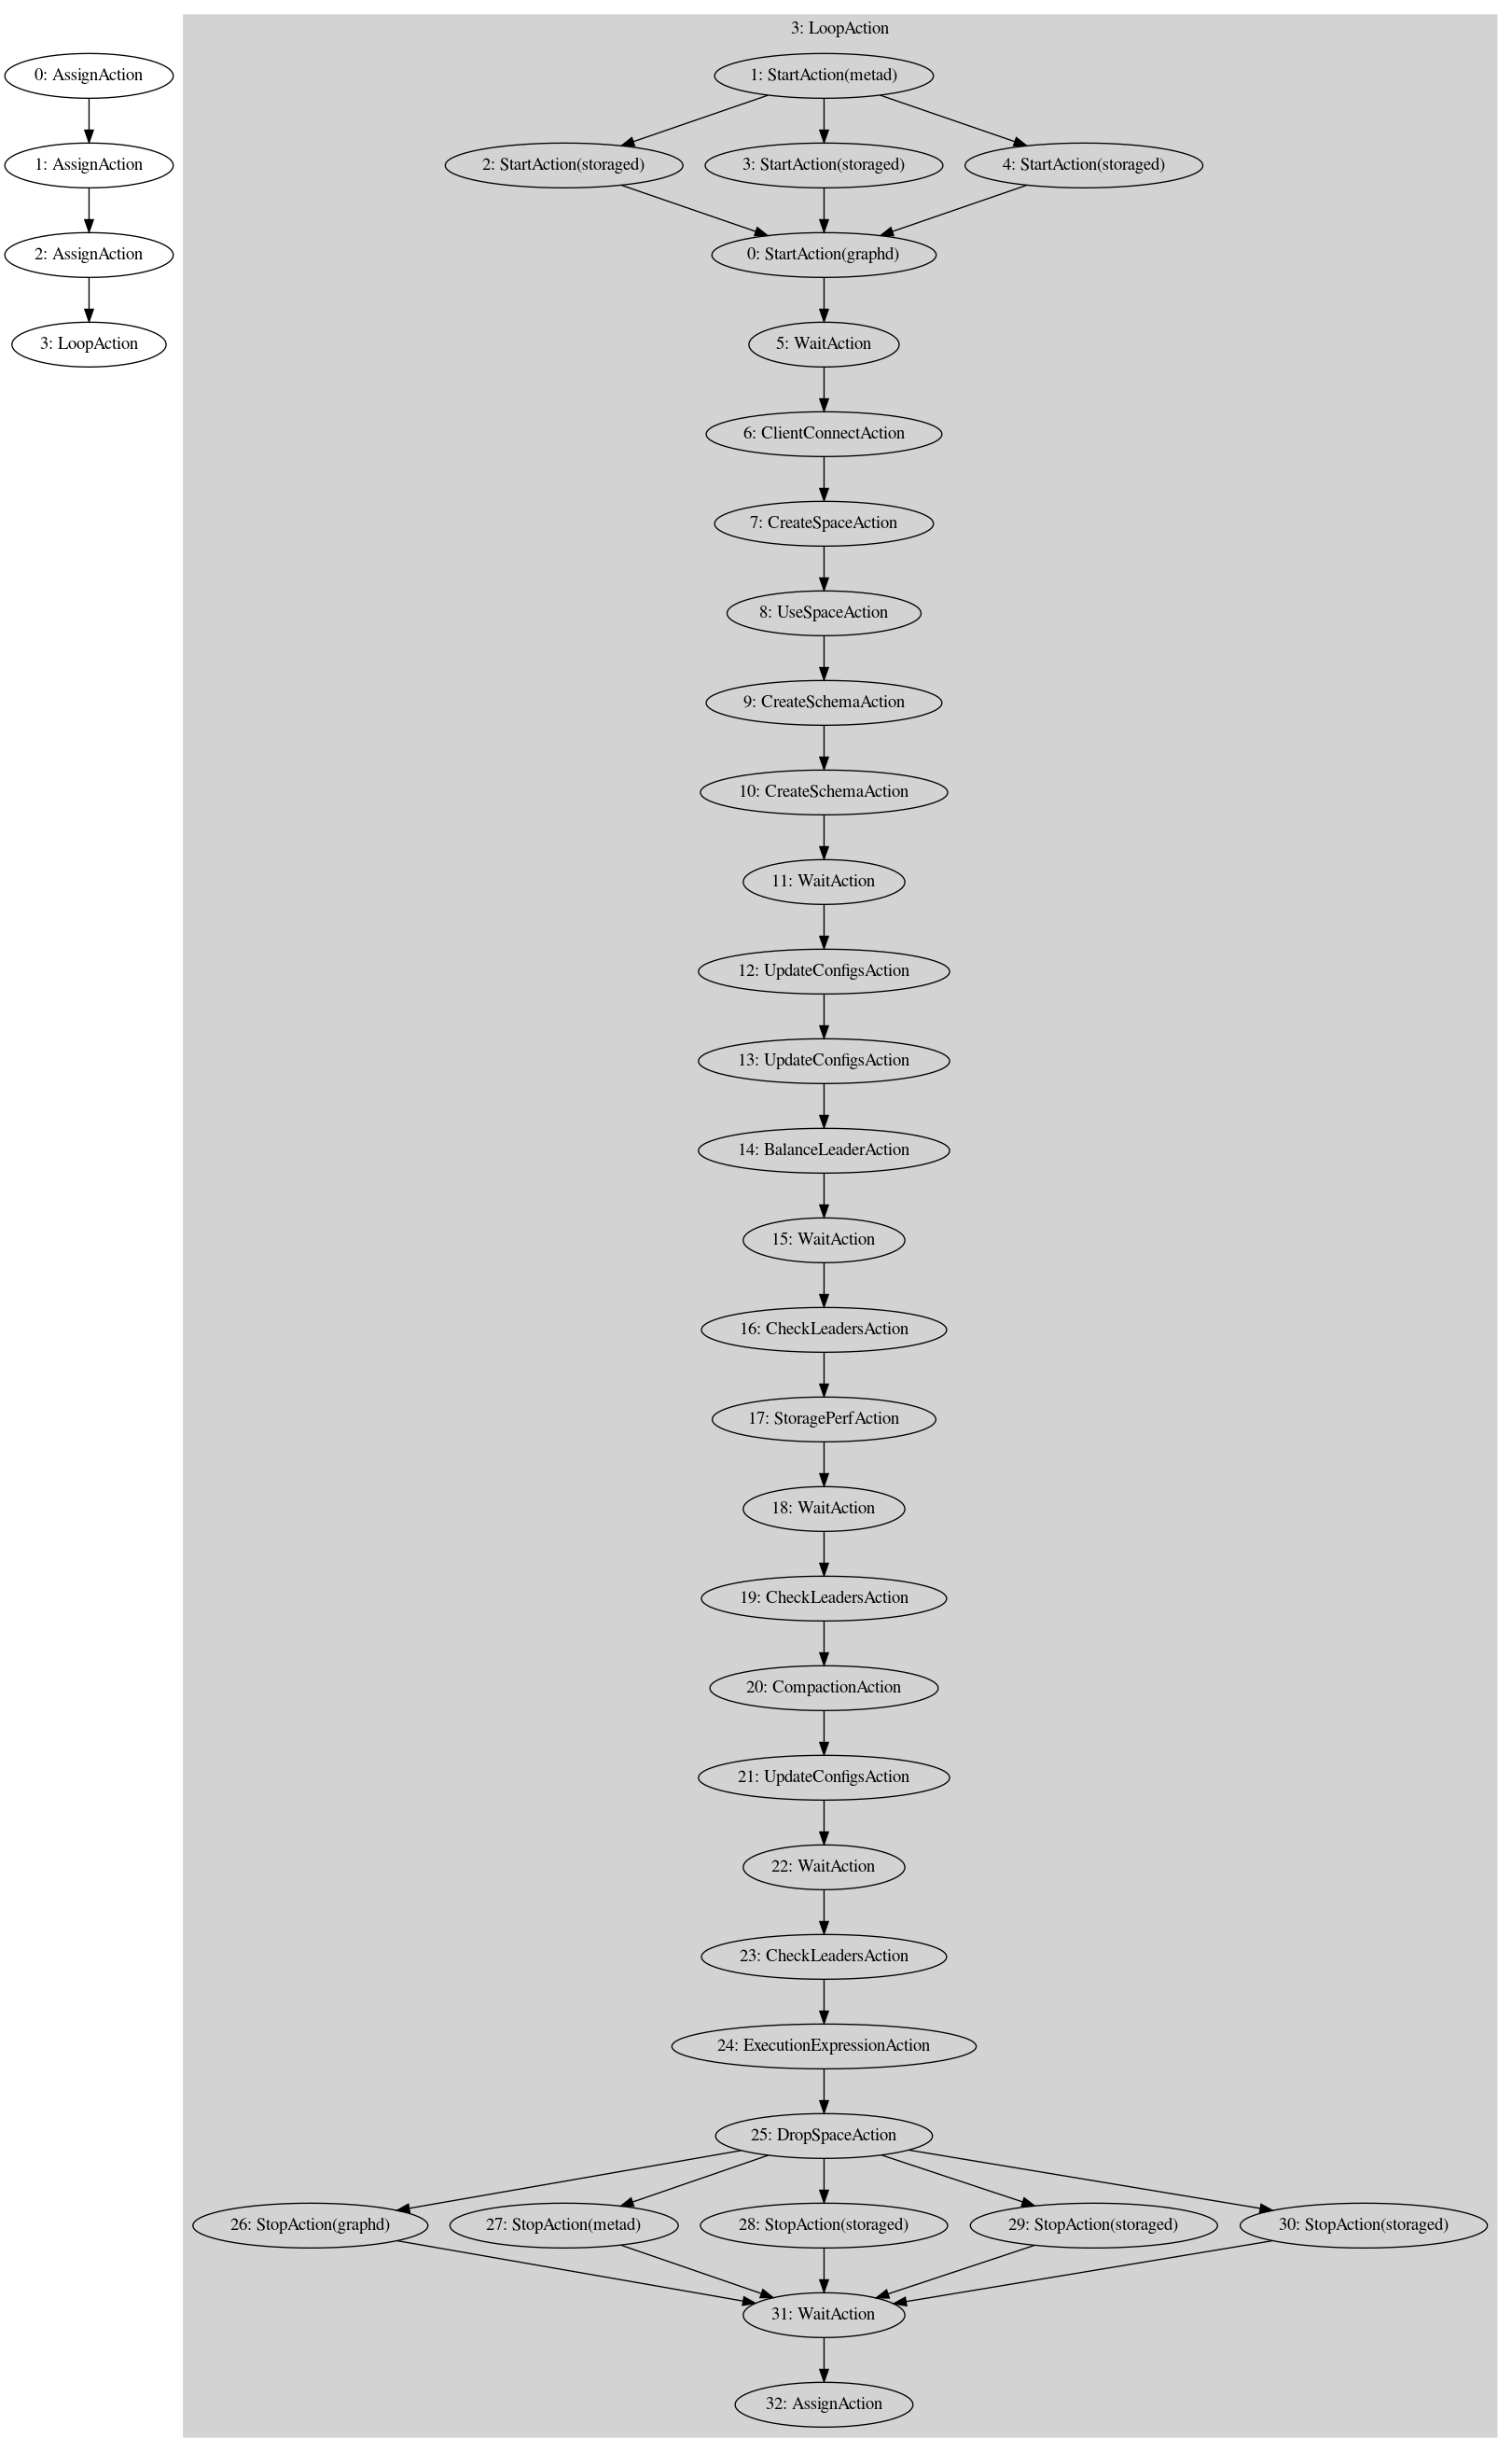 0: AssignAction
1: AssignAction
2: AssignAction
3: LoopAction
3: LoopAction
1: StartAction(metad)
2: StartAction(storaged)
3: StartAction(storaged)
4: StartAction(storaged)
0: StartAction(graphd)
5: WaitAction
6: ClientConnectAction
7: CreateSpaceAction
8: UseSpaceAction
9: CreateSchemaAction
10: CreateSchemaAction
11: WaitAction
12: UpdateConfigsAction
13: UpdateConfigsAction
14: BalanceLeaderAction
15: WaitAction
16: CheckLeadersAction
17: StoragePerfAction
18: WaitAction
19: CheckLeadersAction
20: CompactionAction
21: UpdateConfigsAction
22: WaitAction
23: CheckLeadersAction
24: ExecutionExpressionAction
25: DropSpaceAction
26: StopAction(graphd)
27: StopAction(metad)
28: StopAction(storaged)
29: StopAction(storaged)
30: StopAction(storaged)
31: WaitAction
32: AssignAction